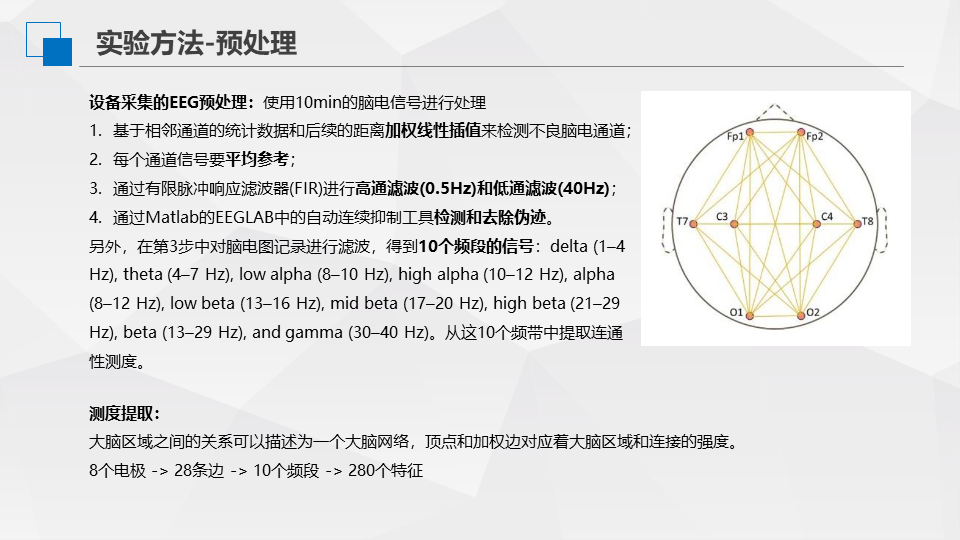 实验方法-预处理
设备采集的EEG预处理：使用10min的脑电信号进行处理
1. 基于相邻通道的统计数据和后续的距离加权线性插值来检测不良脑电通道；
2. 每个通道信号要平均参考；
3. 通过有限脉冲响应滤波器(FIR)进行高通滤波(0.5Hz)和低通滤波(40Hz)；
4. 通过Matlab的EEGLAB中的自动连续抑制工具检测和去除伪迹。
另外，在第3步中对脑电图记录进行滤波，得到10个频段的信号：delta (1–4
Hz), theta (4–7 Hz), low alpha (8–10 Hz), high alpha (10–12 Hz), alpha
(8–12 Hz), low beta (13–16 Hz), mid beta (17–20 Hz), high beta (21–29
Hz), beta (13–29 Hz), and gamma (30–40 Hz)。从这10个频带中提取连通
性测度。
测度提取：
大脑区域之间的关系可以描述为一个大脑网络，顶点和加权边对应着大脑区域和连接的强度。
8个电极 -> 28条边 -> 10个频段 -> 280个特征
Fp1 Fp2
T7 C3 C4 T8
O1 O2